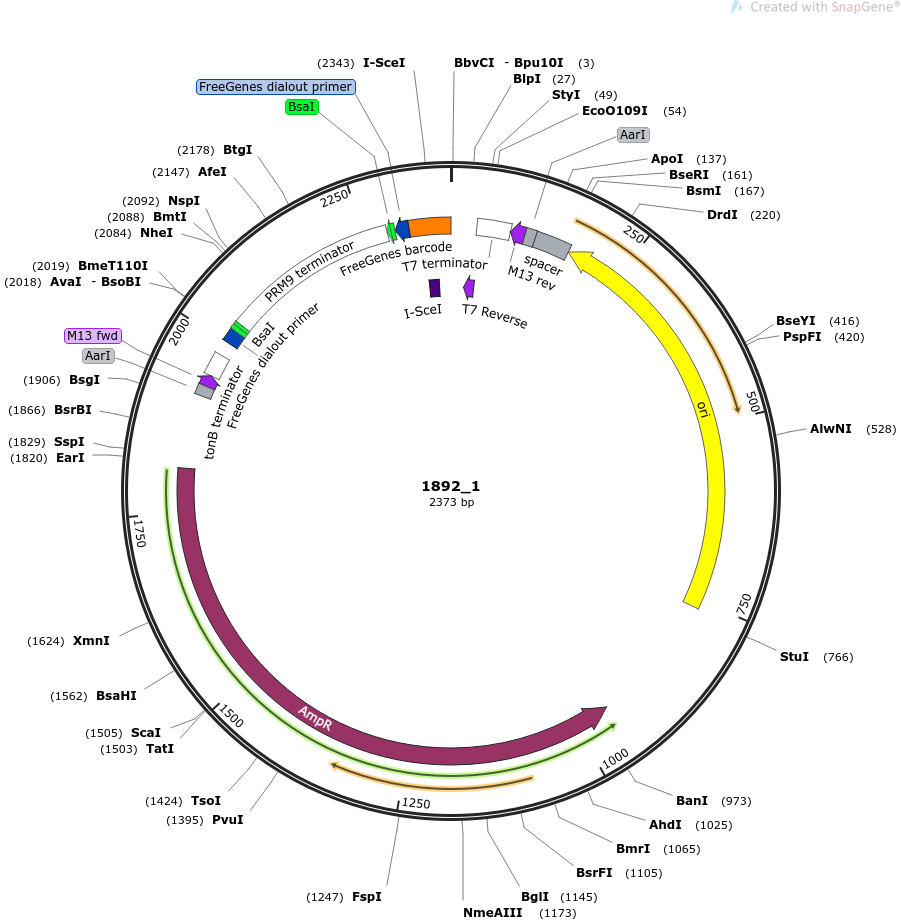 Created with SnapGene®
(2343) I-SceI
BbvCI - Bpu10I (3)
BlpI (27)
StyI (49)
EcoO109I (54)
AarI
ApoI (137)
BseRI (161)
BsmI (167)
DrdI (220)
FreeGenes dialout primer
BsaI
(2178) BtgI
(2147) AfeI
(2092) NspI
(2088) BmtI
(2084) NheI
(2019) BmeT110I
(2018) AvaI - BsoBI
M13 fwd
AarI
(1906) BsgI
(1866) BsrBI
(1829) SspI
(1820) EarI
2250
250
2000
500
1750
750
1500
1250
1000
PRM9 terminator
FreeGenes barcode
T7 terminator
spacer
M13 rev
I-SceI
T7 Reverse
BsaI
FreeGenes dialout primer
tonB terminator
ori
BseYI (416)
PspFI (420)
AlwNI (528)
1892_1
2373 bp
StuI (766)
(1624) XmnI
(1562) BsaHI
(1505) ScaI
(1503) TatI
AmpR
(1424) TsoI
(1395) PvuI
BanI (973)
AhdI (1025)
BmrI (1065)
BsrFI (1105)
(1247) FspI
BglI (1145)
NmeAIII (1173)